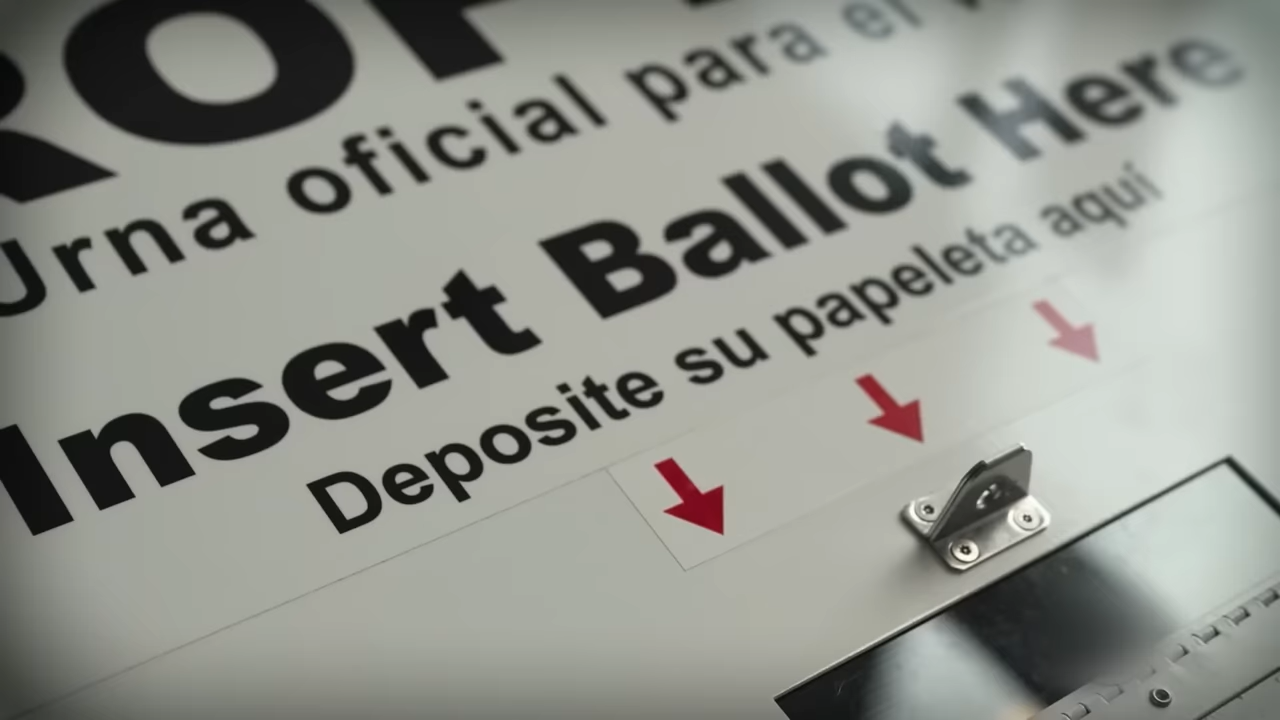 Urna oficial para el
Insert Ballot Here
Deposite su papeleta aquí